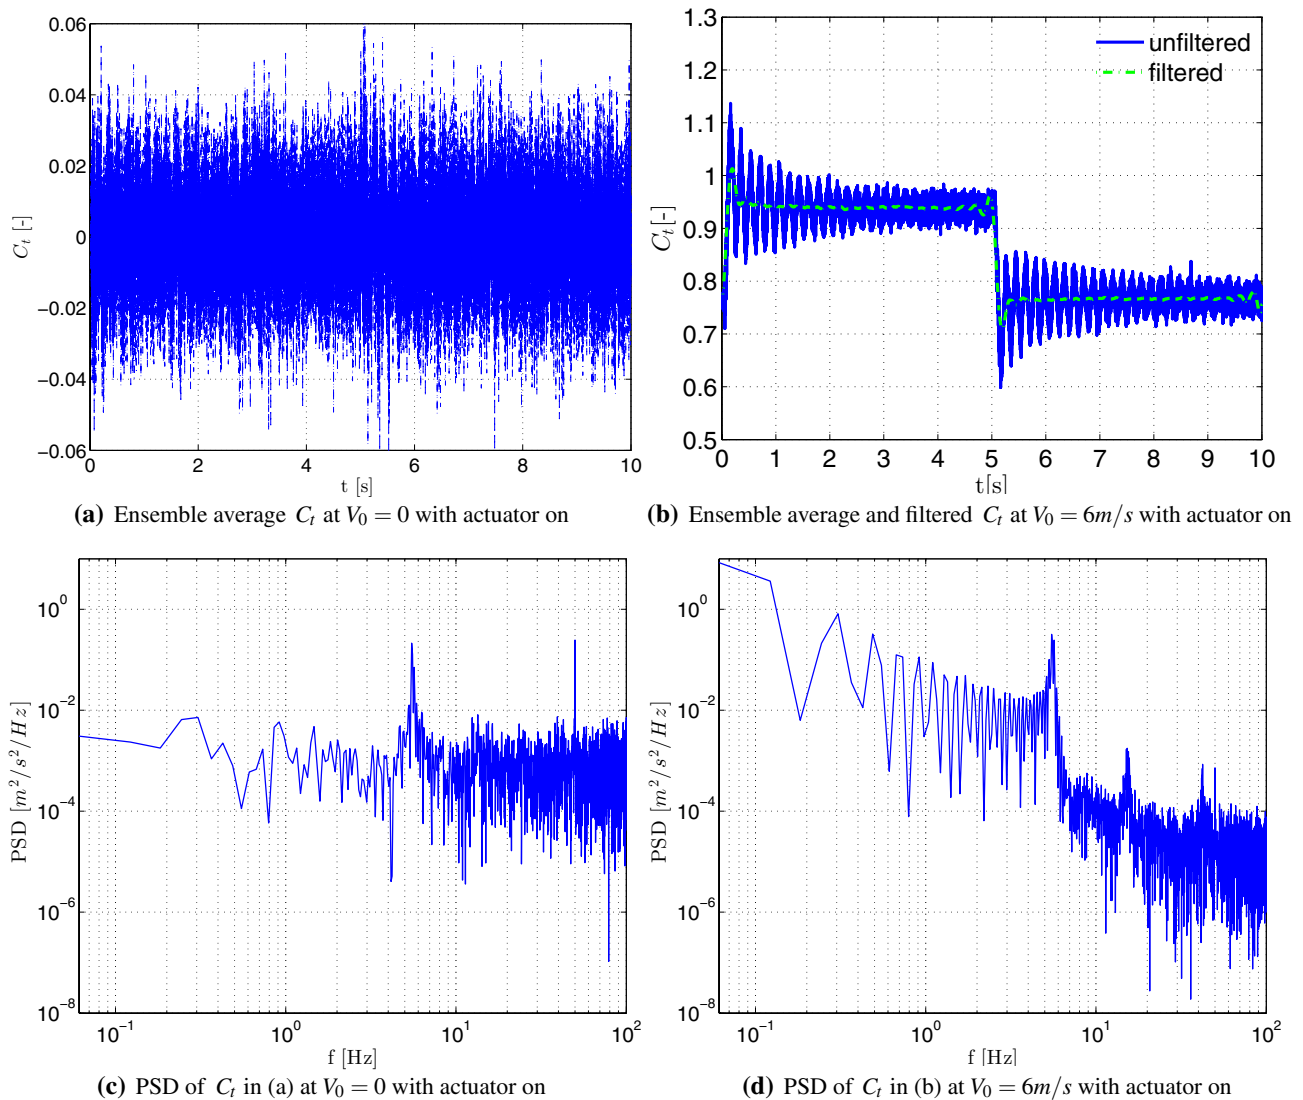 0.06
0.04
0.02
0
−0.02
−0.04
−0.06
C_t [-]
0 2 4 6 8 10
t [s]
(a) Ensemble average C_t at V_0 = 0 with actuator on
1.3
1.2
1.1
1
0.9
0.8
0.7
0.6
0.5
C_t [-]
unfiltered
filtered
0 1 2 3 4 5 6 7 8 9 10
t[s]
(b) Ensemble average and filtered C_t at V_0 = 6m/s with actuator on
10^0
10^−2
10^−4
10^−6
10^−8
PSD [m^2/s^2/Hz]
10^−1 10^0 10^1 10^2
f [Hz]
(c) PSD of C_t in (a) at V_0 = 0 with actuator on
10^0
10^−2
10^−4
10^−6
10^−8
PSD [m^2/s^2/Hz]
10^−1 10^0 10^1 10^2
f [Hz]
(d) PSD of C_t in (b) at V_0 = 6m/s with actuator on